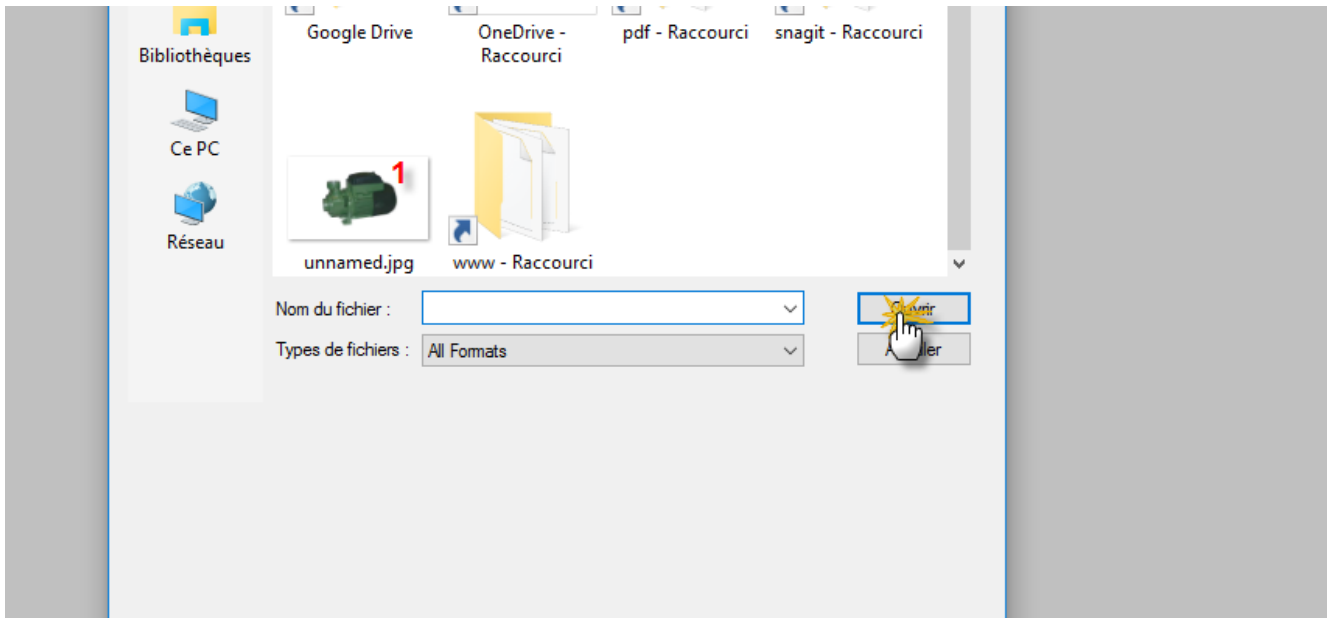 Google Drive
OneDrive -
Raccourci
pdf - Raccourci
snagit - Raccourci
Bibliothèques
Ce PC
Réseau
1
unnamed.jpg
www - Raccourci
Nom du fichier :
Ouvrir
Types de fichiers :
All Formats